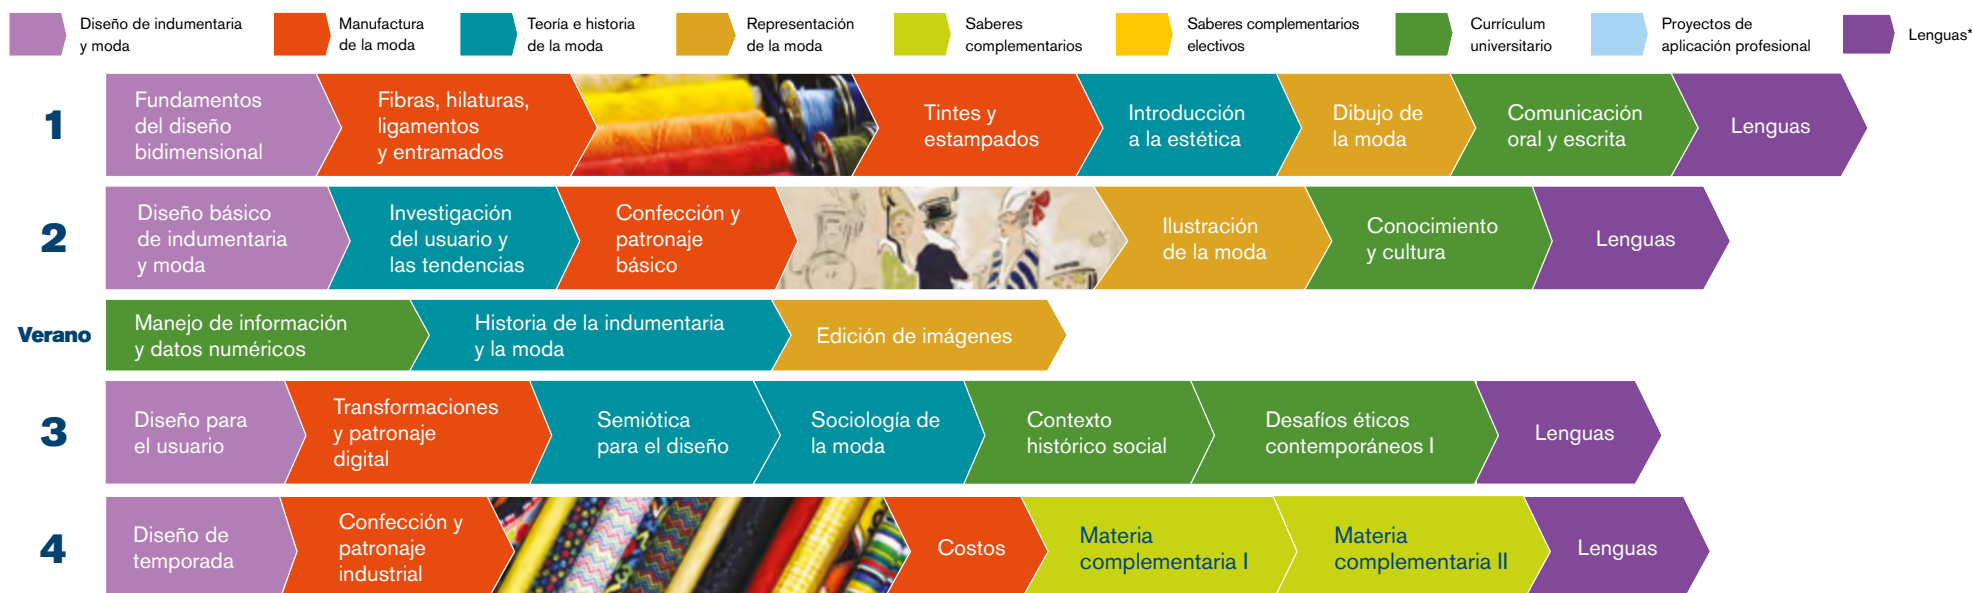 Diseño de indumentaria
y moda
Manufactura
de la moda
Teoría e historia
de la moda
Representación
de la moda
Saberes
complementarios
Saberes complementarios
electivos
Currículum
universitario
Proyectos de
aplicación profesional
Lenguas*
1
Fundamentos
del diseño
bidimensional
Fibras, hilaturas,
ligamentos
y entramados
Tintes y
estampados
Introducción
a la estética
Dibujo de
la moda
Comunicación
oral y escrita
Lenguas
2
Diseño básico
de indumentaria
y moda
Investigación
del usuario y
las tendencias
Confección y
patronaje
básico
Ilustración
de la moda
Conocimiento
y cultura
Lenguas
Verano
Manejo de información
y datos numéricos
Historia de la indumentaria
y la moda
Edición de imágenes
3
Diseño para
el usuario
Transformaciones
y patronaje
digital
Semiótica
para el diseño
Sociología de
la moda
Contexto
histórico social
Desafíos éticos
contemporáneos I
Lenguas
4
Diseño de
temporada
Confección y
patronaje
industrial
Costos
Materia
complementaria I
Materia
complementaria II
Lenguas